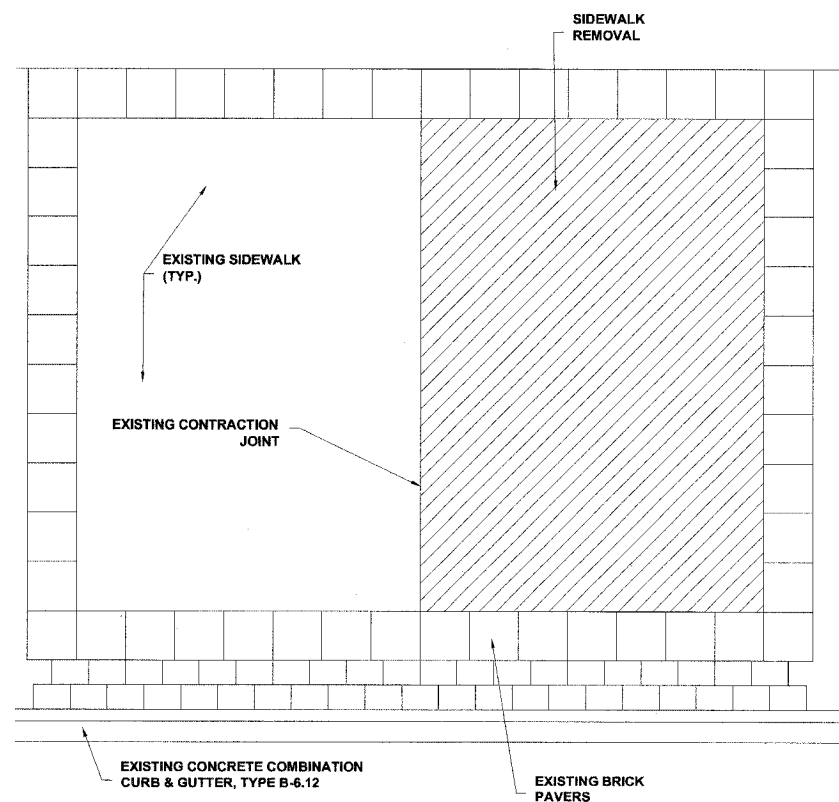 SIDEWALK
REMOVAL
EXISTING SIDEWALK
(TYP.)
EXISTING CONTRACTION
JOINT
EXISTING CONCRETE COMBINATION
CURB & GUTTER, TYPE B-6.12
EXISTING BRICK
PAVERS